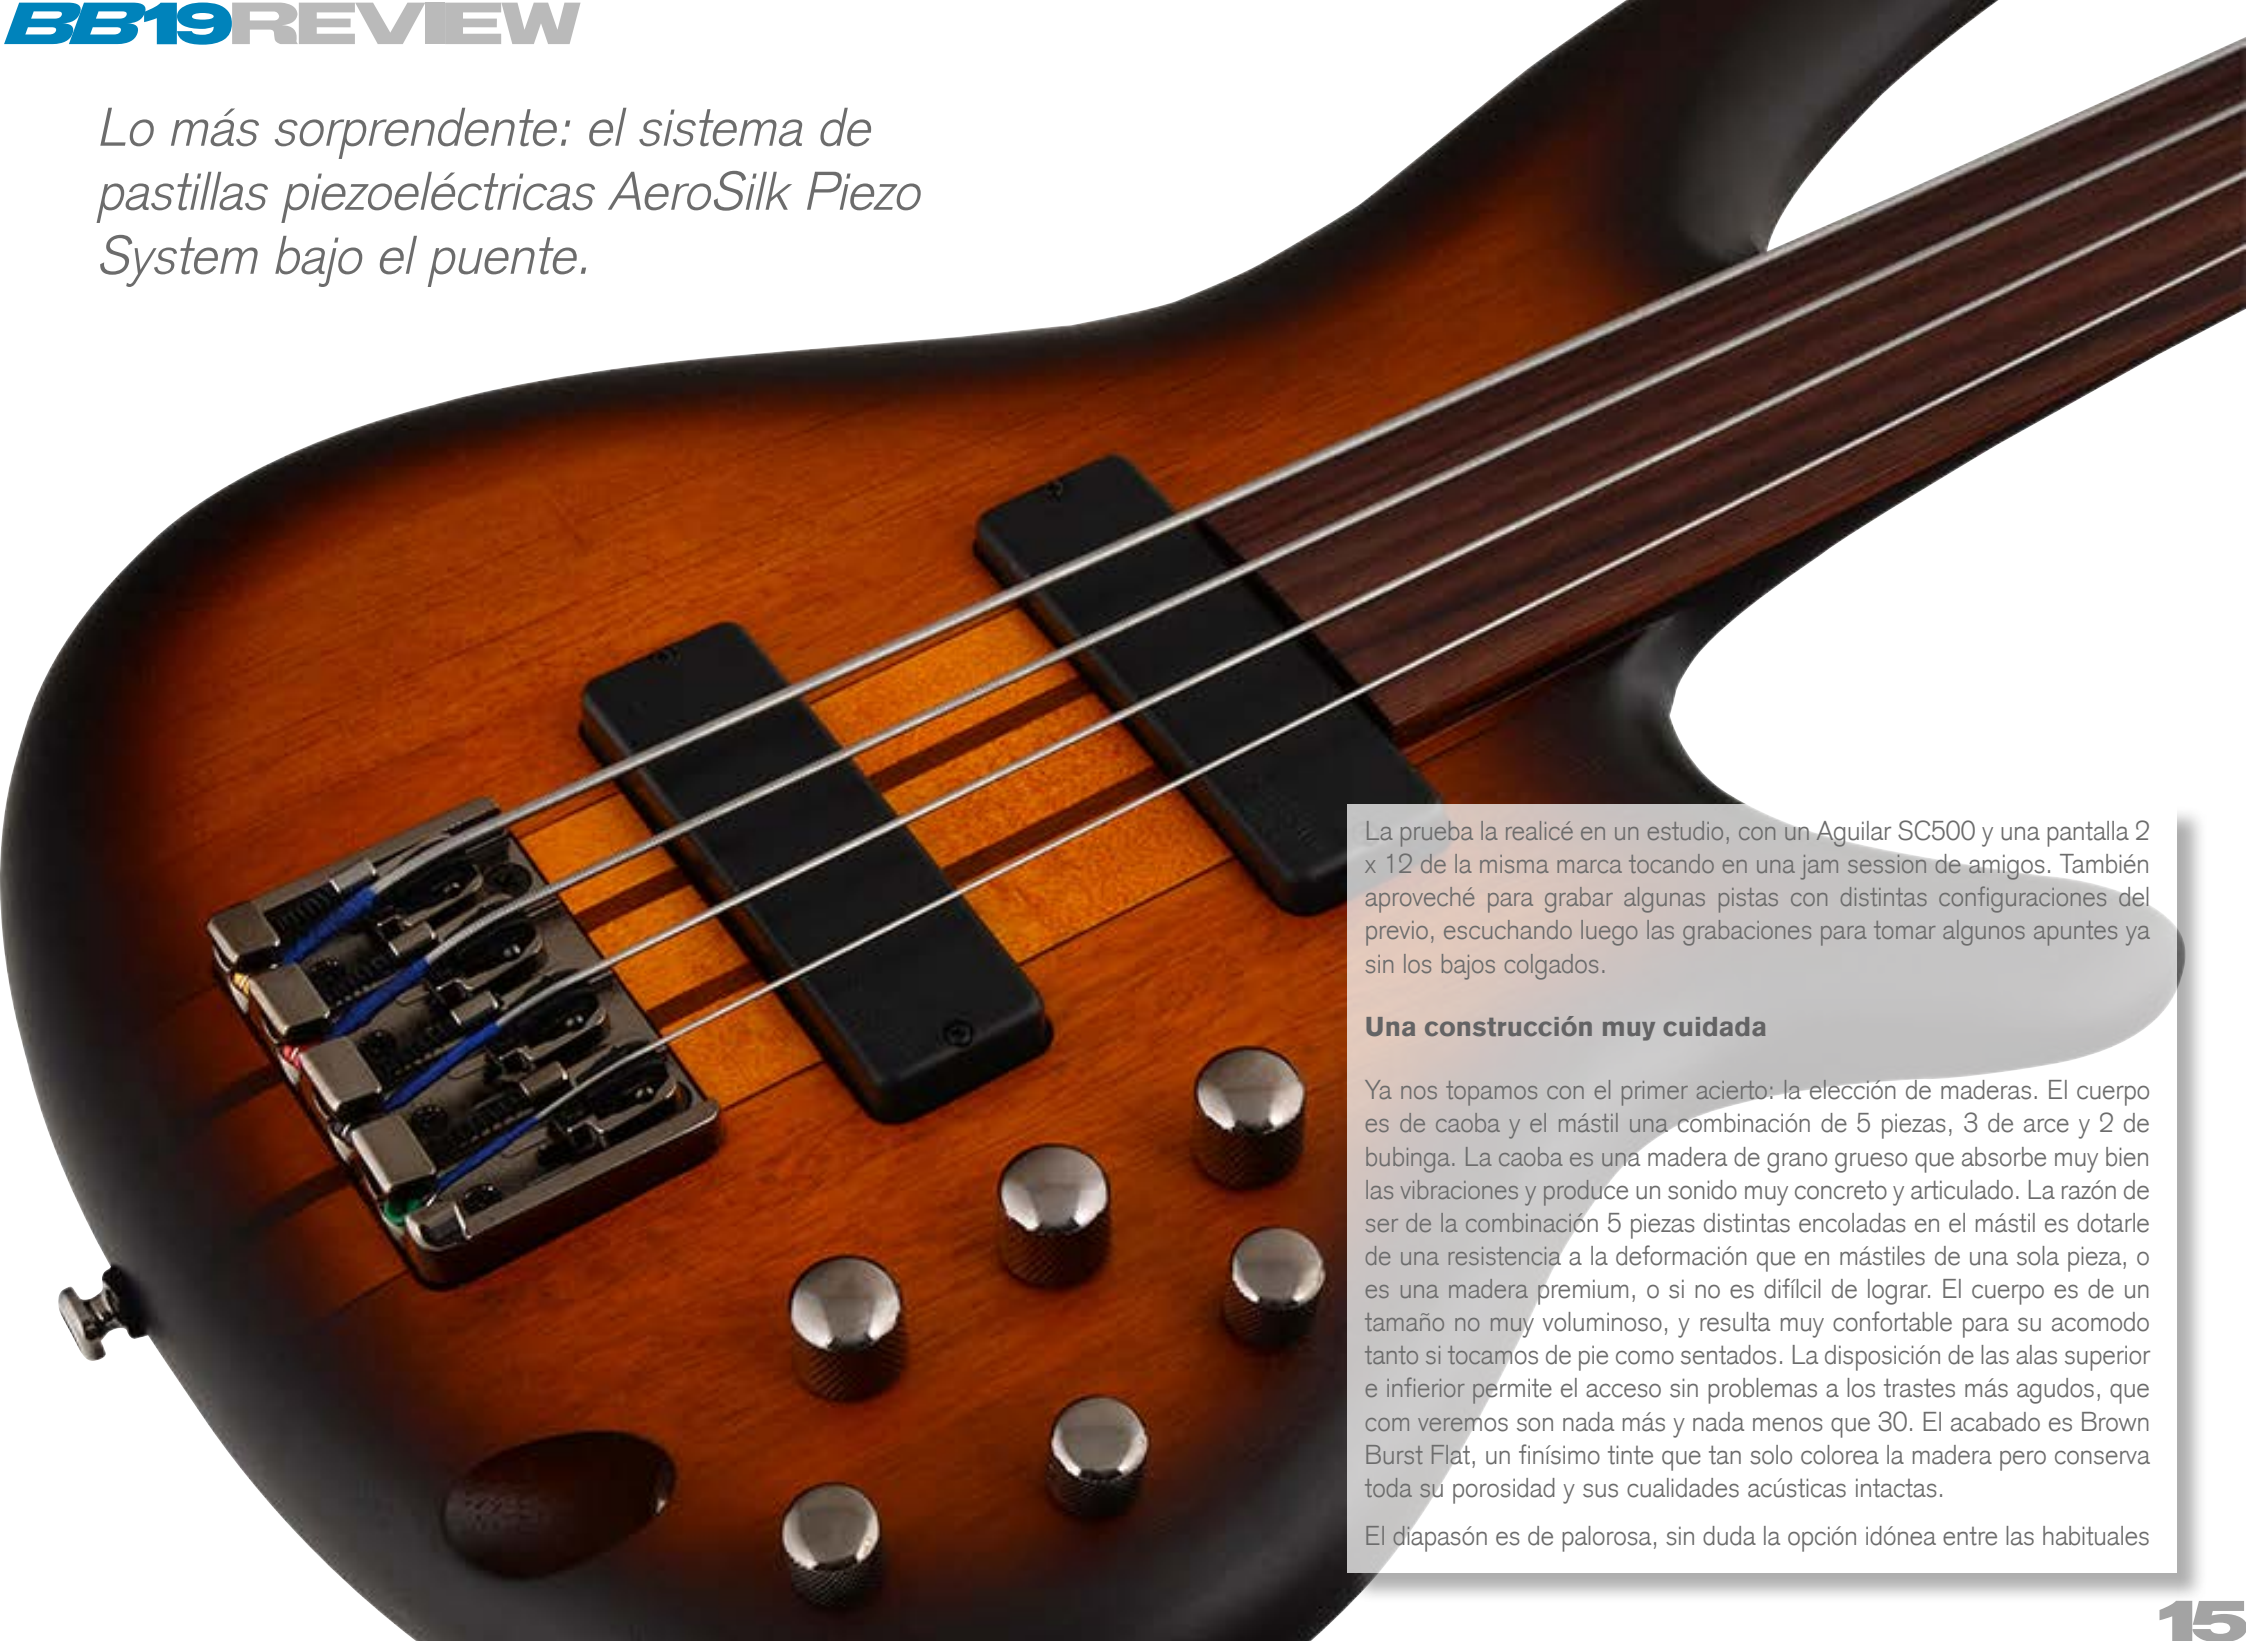 BB19REVIEW
Lo más sorprendente: el sistema de
pastillas piezoeléctricas AeroSilk Piezo
System bajo el puente.
La prueba la realicé en un estudio, con un Aguilar SC500 y una pantalla 2
x 12 de la misma marca tocando en una jam session de amigos. También
aproveché para grabar algunas pistas con distintas configuraciones del
previo, escuchando luego las grabaciones para tomar algunos apuntes ya
sin los bajos colgados.
Una construcción muy cuidada
Ya nos topamos con el primer acierto: la elección de maderas. El cuerpo
es de caoba y el mástil una combinación de 5 piezas, 3 de arce y 2 de
bubinga. La caoba es una madera de grano grueso que absorbe muy bien
las vibraciones y produce un sonido muy concreto y articulado. La razón de
ser de la combinación 5 piezas distintas encoladas en el mástil es dotarle
de una resistencia a la deformación que en mástiles de una sola pieza, o
es una madera premium, o si no es difílcil de lograr. El cuerpo es de un
tamaño no muy voluminoso, y resulta muy confortable para su acomodo
tanto si tocamos de pie como sentados. La disposición de las alas superior
e infierior permite el acceso sin problemas a los trastes más agudos, que
com veremos son nada más y nada menos que 30. El acabado es Brown
Burst Flat, un finísimo tinte que tan solo colorea la madera pero conserva
toda su porosidad y sus cualidades acústicas intactas.
El diapasón es de palorosa, sin duda la opción idónea entre las habituales
15